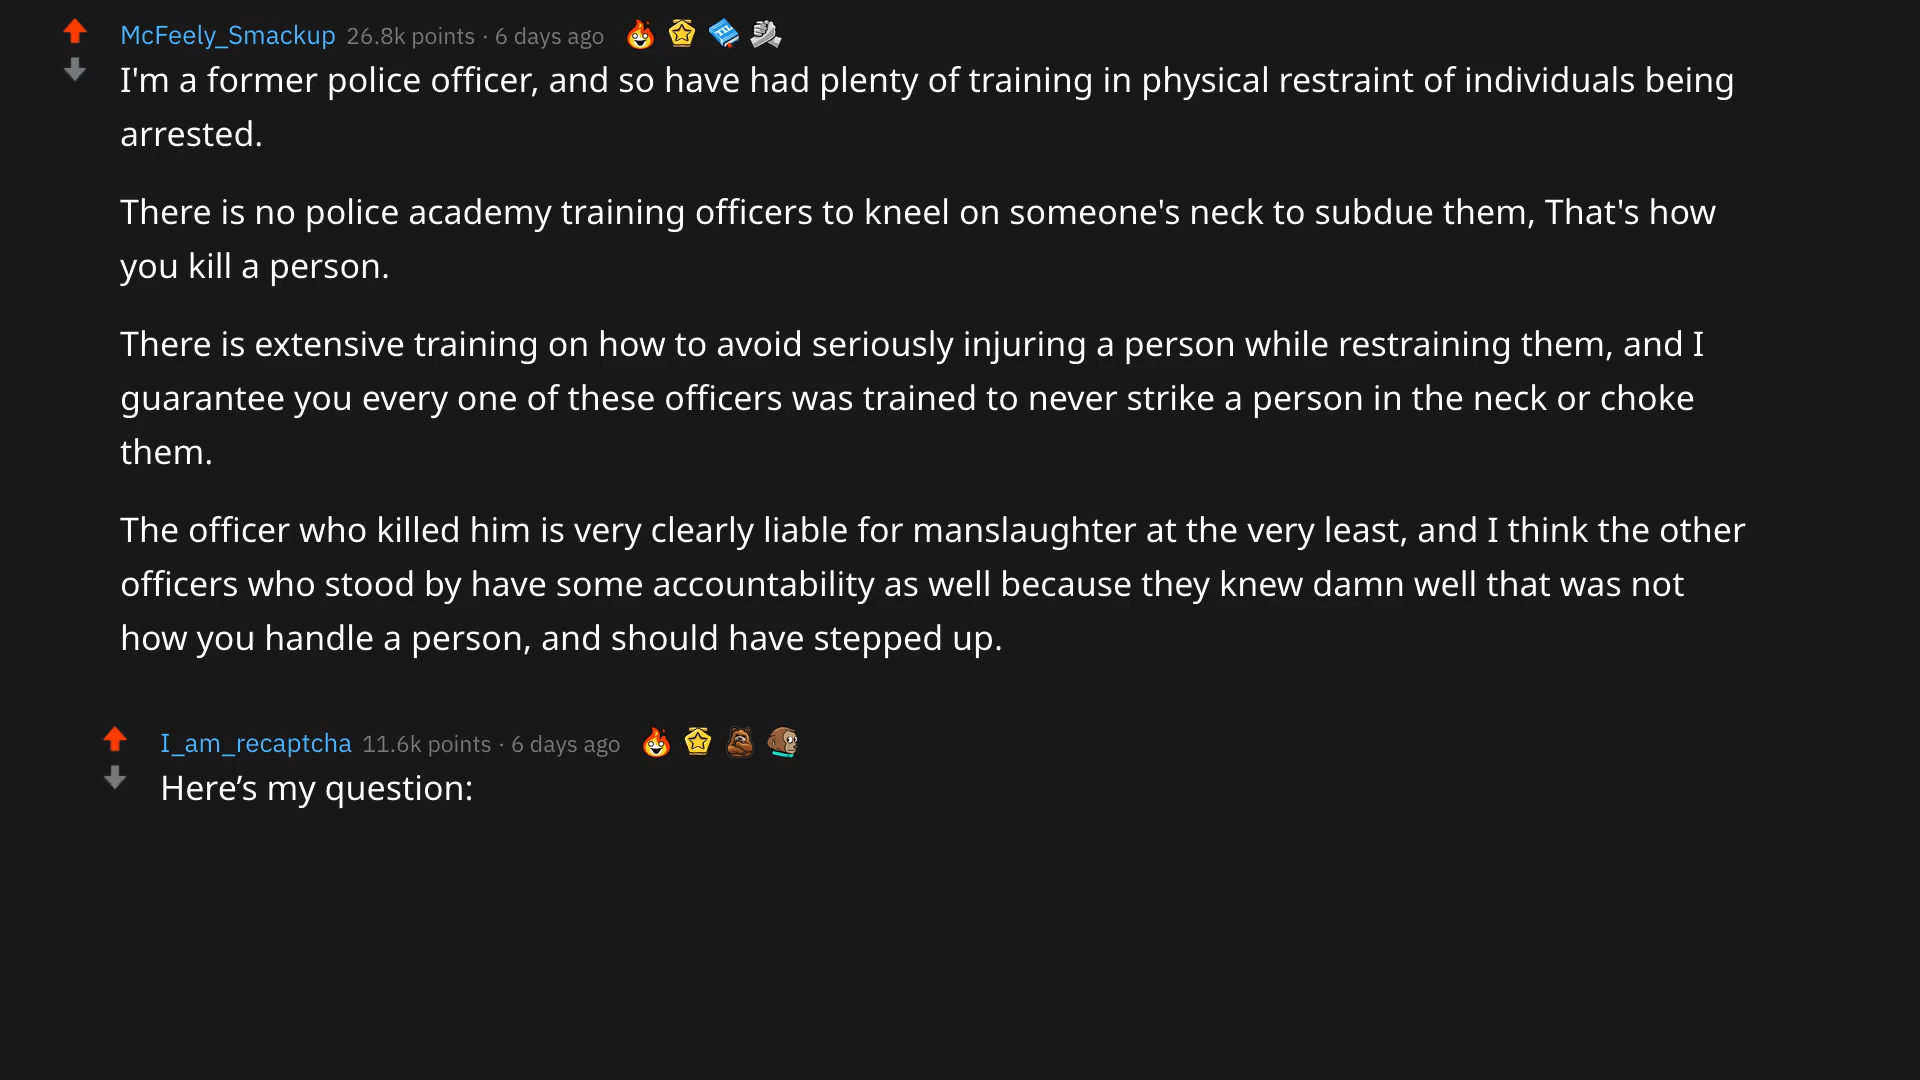 McFeely_Smackup 26.8k points · 6 days ago
I'm a former police officer, and so have had plenty of training in physical restraint of individuals being
arrested.
There is no police academy training officers to kneel on someone's neck to subdue them, That's how
you kill a person.
There is extensive training on how to avoid seriously injuring a person while restraining them, and I
guarantee you every one of these officers was trained to never strike a person in the neck or choke
them.
The officer who killed him is very clearly liable for manslaughter at the very least, and I think the other
officers who stood by have some accountability as well because they knew damn well that was not
how you handle a person, and should have stepped up.
I_am_recaptcha 11.6k points · 6 days ago
Here’s my question: